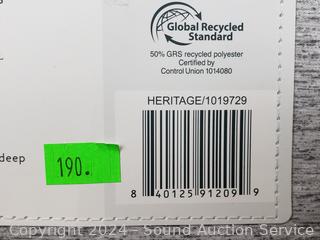 Global Recycled
Standard
50% GRS recycled polyester
Certified by
Control Union 1014080
HERITAGE/1019729
190.
deep
8 40125 91209 9
Copyright 2024 - Sound Auction Service